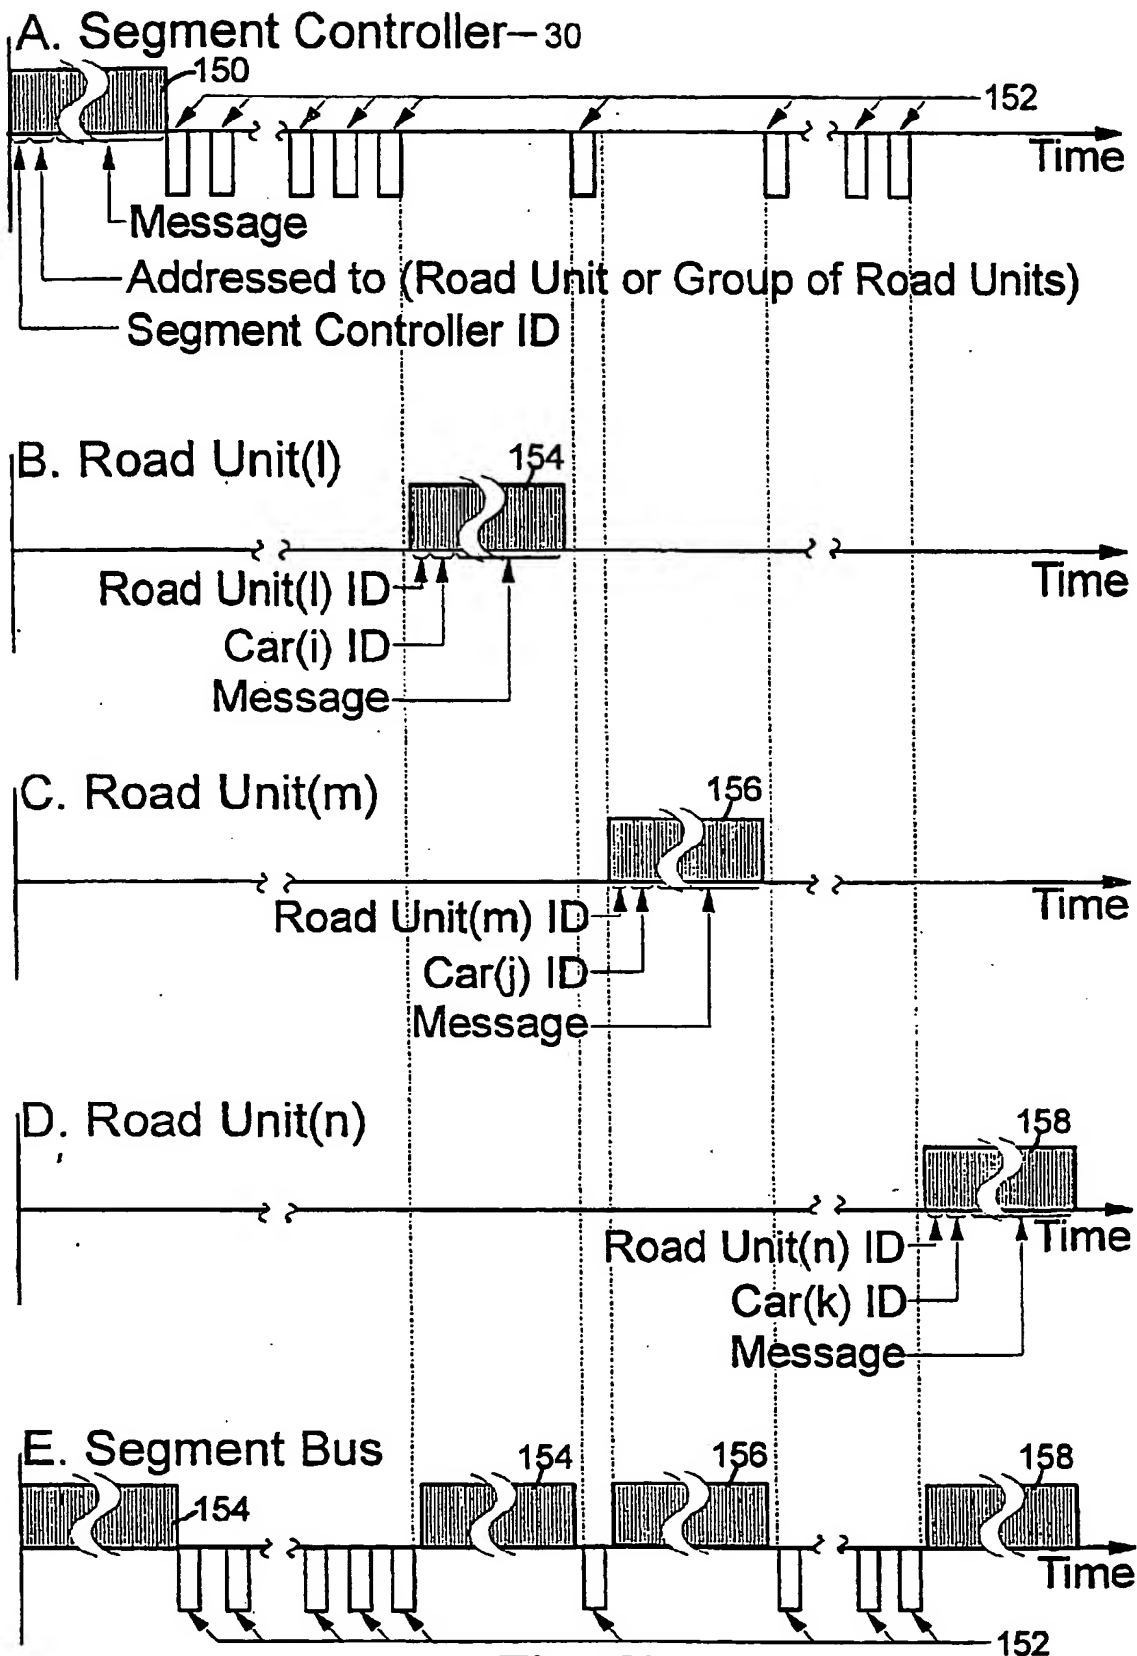 A. Segment Controller–30
150
152
Time
Message
Addressed to (Road Unit or Group of Road Units)
Segment Controller ID
B. Road Unit(l)
154
Time
Road Unit(l) ID
Car(i) ID
Message
C. Road Unit(m)
156
Time
Road Unit(m) ID
Car(j) ID
Message
D. Road Unit(n)
158
Time
Road Unit(n) ID
Car(k) ID
Message
E. Segment Bus
154
154
156
158
Time
152